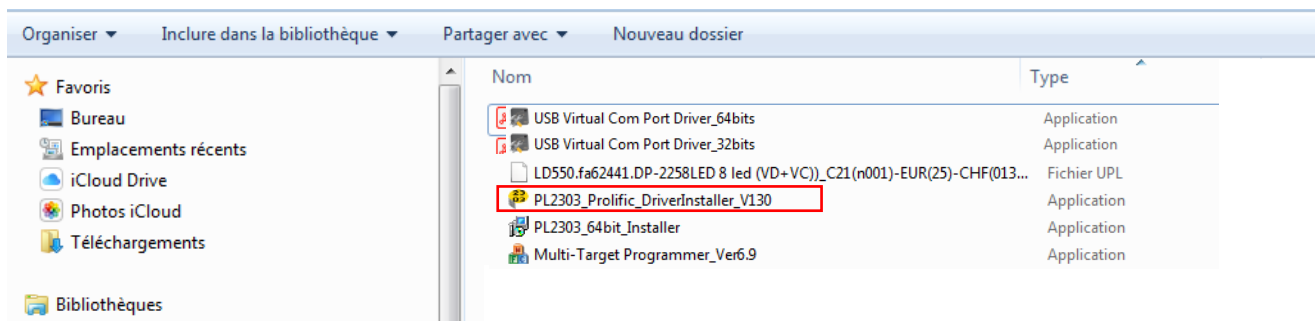 Organiser Inclure dans la bibliothèque Partager avec Nouveau dossier
Favoris
Bureau
Emplacements récents
iCloud Drive
Photos iCloud
Téléchargements
Bibliothèques
Nom Type
USB Virtual Com Port Driver_64bits Application
USB Virtual Com Port Driver_32bits Application
LD550.fa62441.DP-2258LED 8 led (VD+VC))_C21(n001)-EUR(25)-CHF(013... Fichier UPL
PL2303_Prolific_DriverInstaller_V130 Application
PL2303_64bit_Installer Application
Multi-Target Programmer_Ver6.9 Application